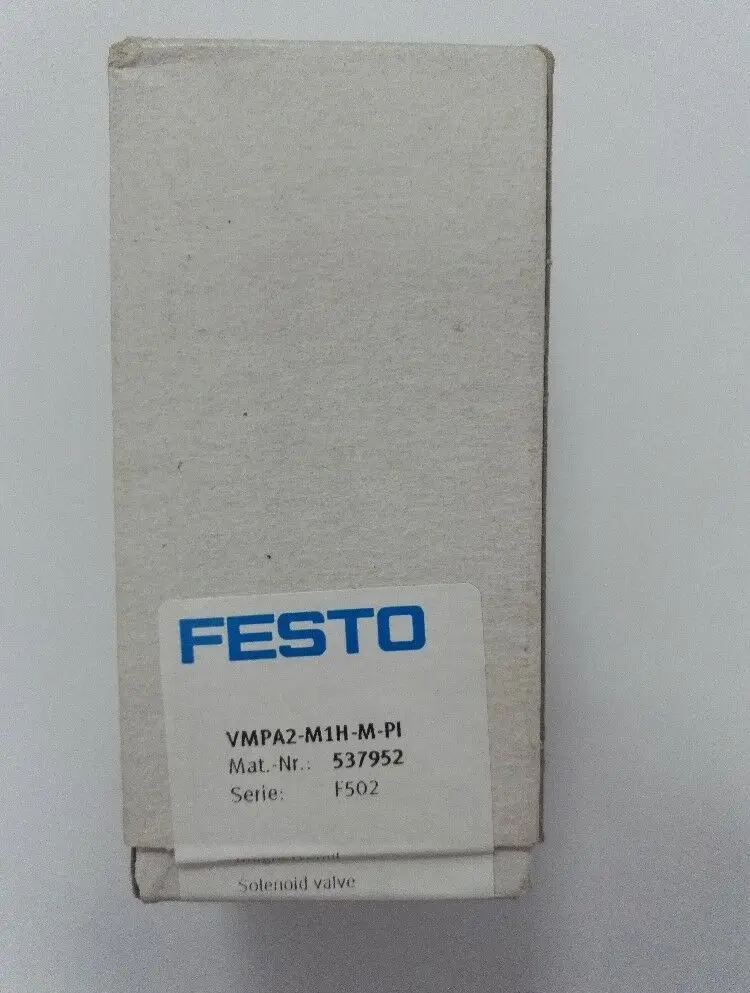 FESTO
VMPA2-M1H-M-PI
Mat.-Nr.: 537952
Serie: F502
Solenoid valve